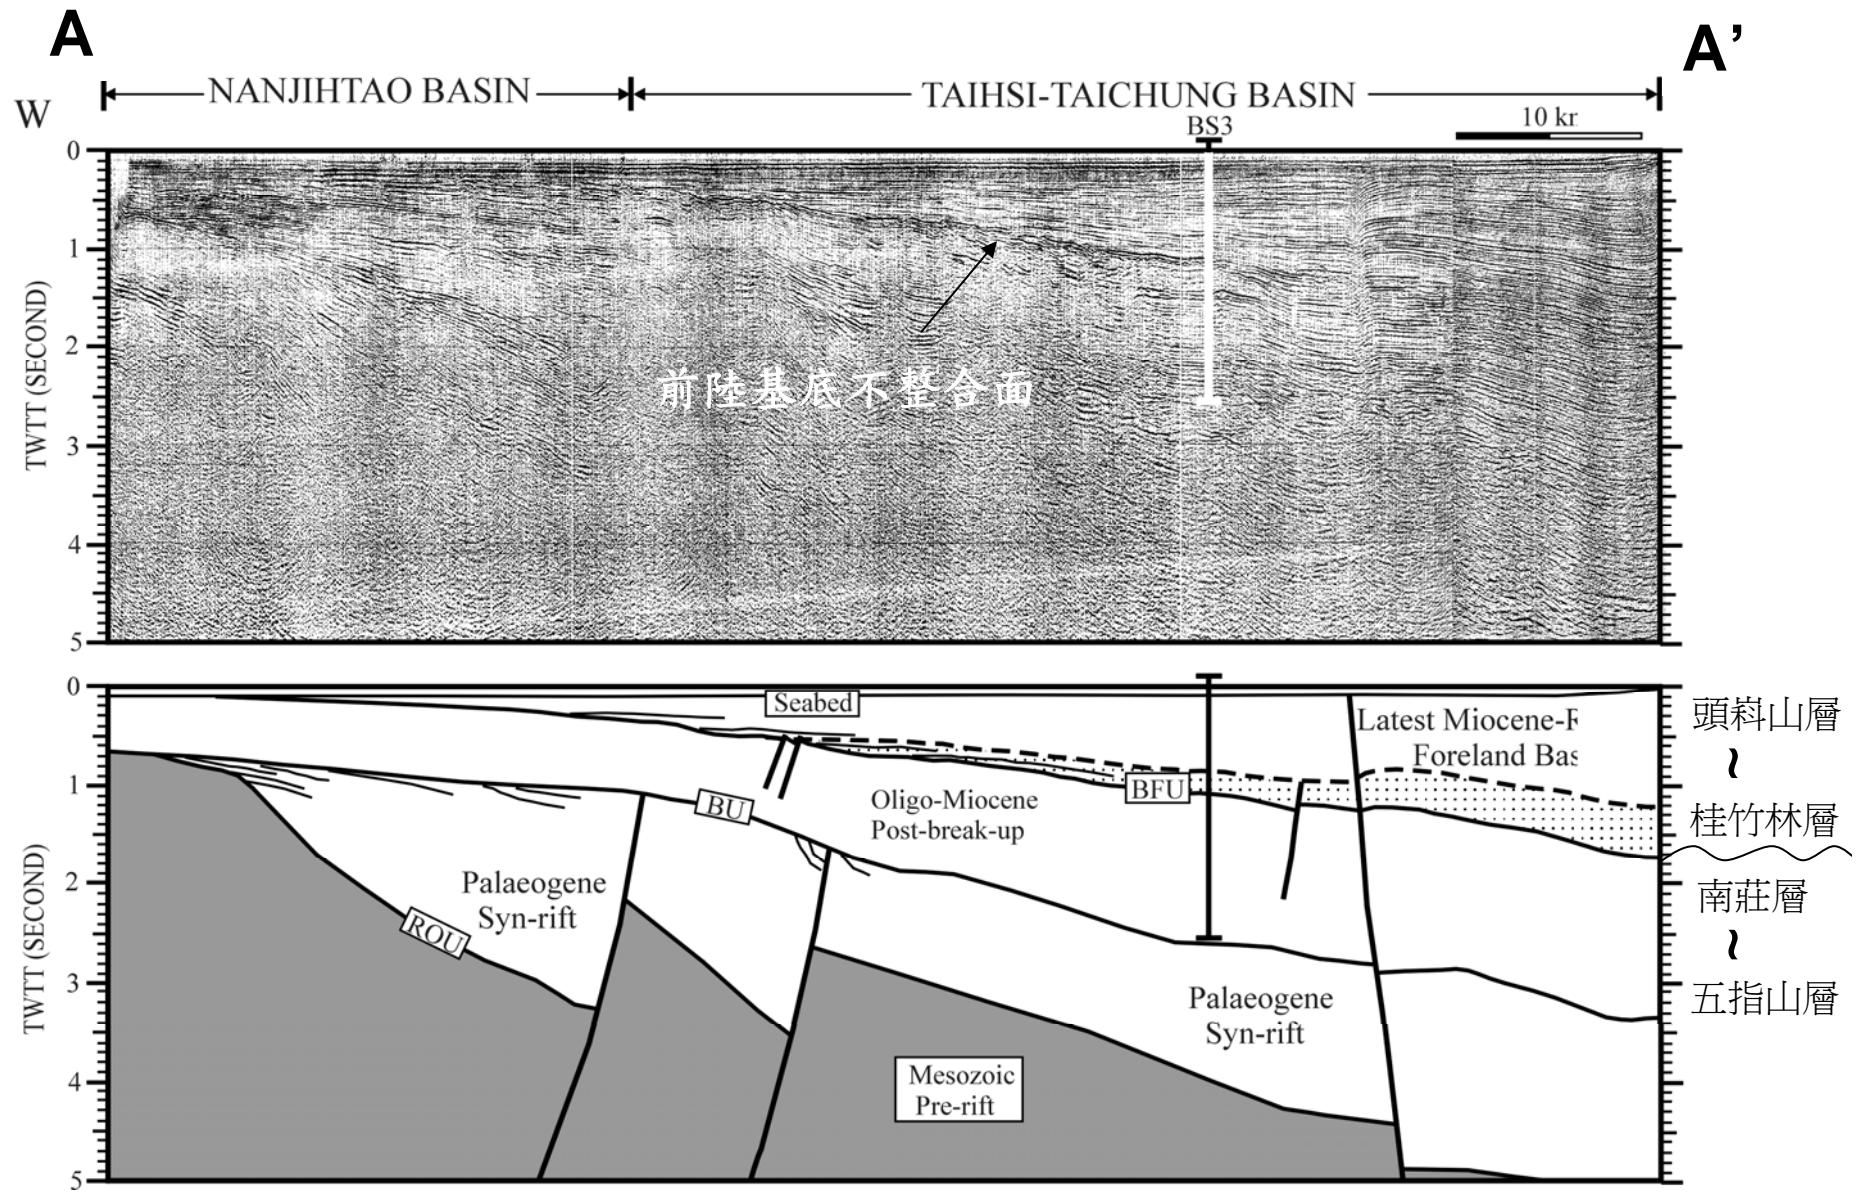 A
A’
NANJIHTAO BASIN
TAIHSI-TAICHUNG BASIN
W
BS3
10 kr
0
1
2
3
4
5
TWTT (SECOND)
前陸基底不整合面
0
1
2
3
4
5
TWTT (SECOND)
Seabed
Latest Miocene-R
Foreland Bas
BFU
BU
Oligo-Miocene
Post-break-up
Palaeogene
Syn-rift
ROU
Palaeogene
Syn-rift
Mesozoic
Pre-rift
頭嵙山層
~
桂竹林層
南莊層
~
五指山層